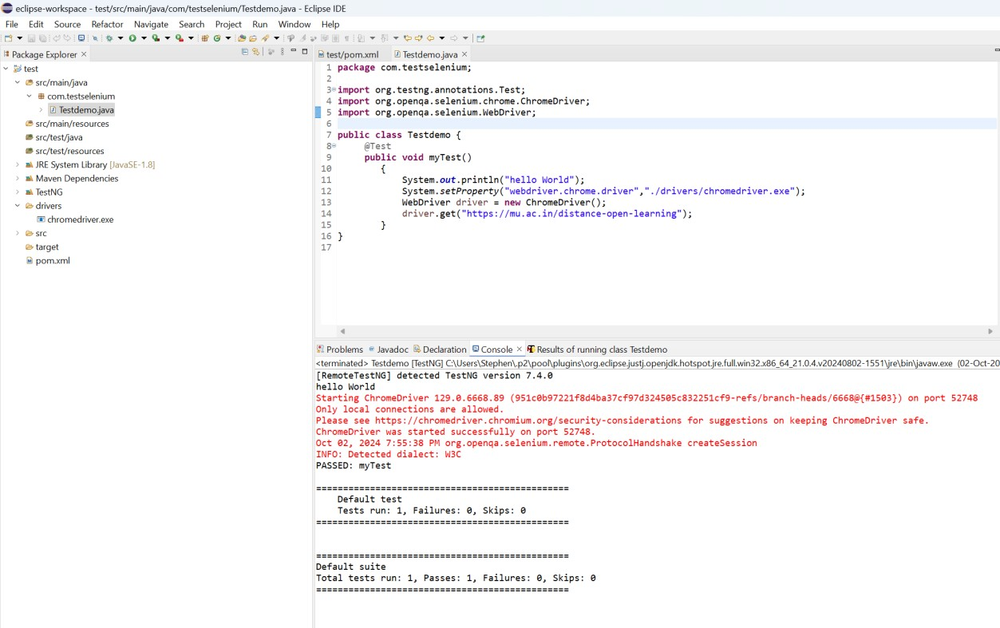 eclipse-workspace - test/src/main/java/com/testselenium/Testdemo.java - Eclipse IDE
File Edit Source Refactor Navigate Search Project Run Window Help
Package Explorer
test
src/main/java
com.testselenium
Testdemo.java
src/main/resources
src/test/java
src/test/resources
JRE System Library [JavaSE-1.8]
Maven Dependencies
TestNG
drivers
chromedriver.exe
src
target
pom.xml
test/pom.xml Testdemo.java
1 package com.testselenium;
2
3 import org.testng.annotations.Test;
4 import org.openqa.selenium.chrome.ChromeDriver;
5 import org.openqa.selenium.WebDriver;
6
7 public class Testdemo {
8 @Test
9 public void myTest()
10 {
11 System.out.println("hello World");
12 System.setProperty("webdriver.chrome.driver","./drivers/chromedriver.exe");
13 WebDriver driver = new ChromeDriver();
14 driver.get("https://mu.ac.in/distance-open-learning");
15 }
16 }
17
Problems Javadoc Declaration Console Results of running class Testdemo
<terminated> Testdemo [TestNG] C:\Users\Stephen\.p2\pool\plugins\org.eclipse.justj.openjdk.hotspot.jre.full.win32.x86_64_21.0.4.v20240802-1551\jre\bin\javaw.exe (02-Oct-20
[RemoteTestNG] detected TestNG version 7.4.0
hello World
Starting ChromeDriver 129.0.6668.89 (951c0b97221f8d4ba37cf97d324505c832251cf9-refs/branch-heads/6668@{#1503}) on port 52748
Only local connections are allowed.
Please see https://chromedriver.chromium.org/security-considerations for suggestions on keeping ChromeDriver safe.
ChromeDriver was started successfully on port 52748.
Oct 02, 2024 7:55:38 PM org.openqa.selenium.remote.ProtocolHandshake createSession
INFO: Detected dialect: W3C
PASSED: myTest
===============================================
Default test
Tests run: 1, Failures: 0, Skips: 0
===============================================
===============================================
Default suite
Total tests run: 1, Passes: 1, Failures: 0, Skips: 0
===============================================